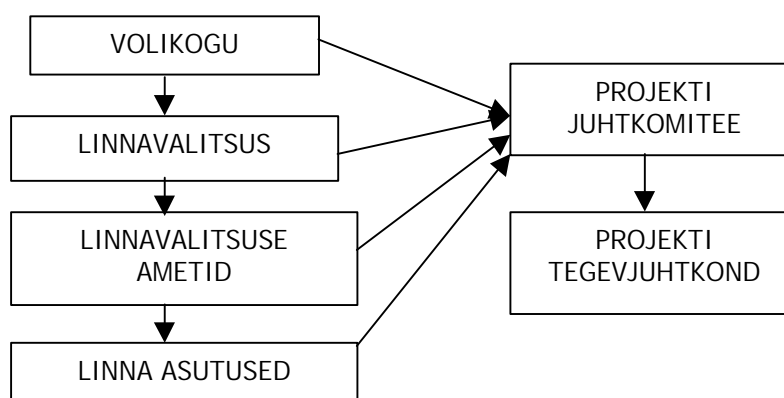 VOLIKOGU
LINNAVALITSUS
LINNAVALITSUSE
AMETID
LINNA ASUTUSED
PROJEKTI
JUHTKOMITEE
PROJEKTI
TEGEVJUHTKOND